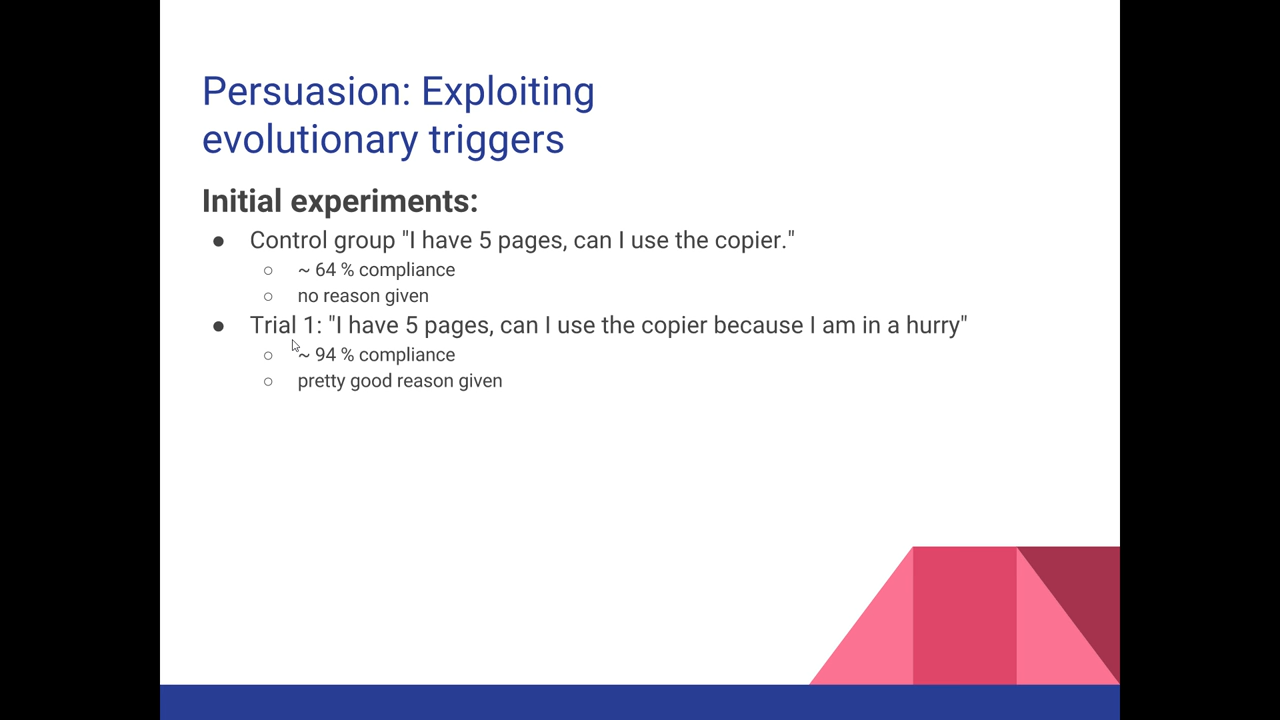 Persuasion: Exploiting
evolutionary triggers
Initial experiments:
● Control group "I have 5 pages, can I use the copier."
○ ~ 64 % compliance
○ no reason given
● Trial 1: "I have 5 pages, can I use the copier because I am in a hurry"
○ ~ 94 % compliance
○ pretty good reason given